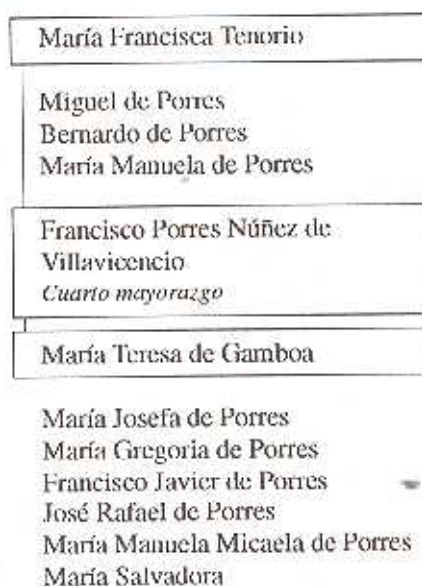 María Francisca Tenorio
Miguel de Porres
Bernardo de Porres
María Manuela de Porres
Francisco Porres Núñez de
Villavicencio
Cuarto mayorazgo
María Teresa de Gamboa
María Josefa de Porres
María Gregoria de Porres
Francisco Javier de Porres
José Rafael de Porres
María Manuela Micaela de Porres
María Salvadora